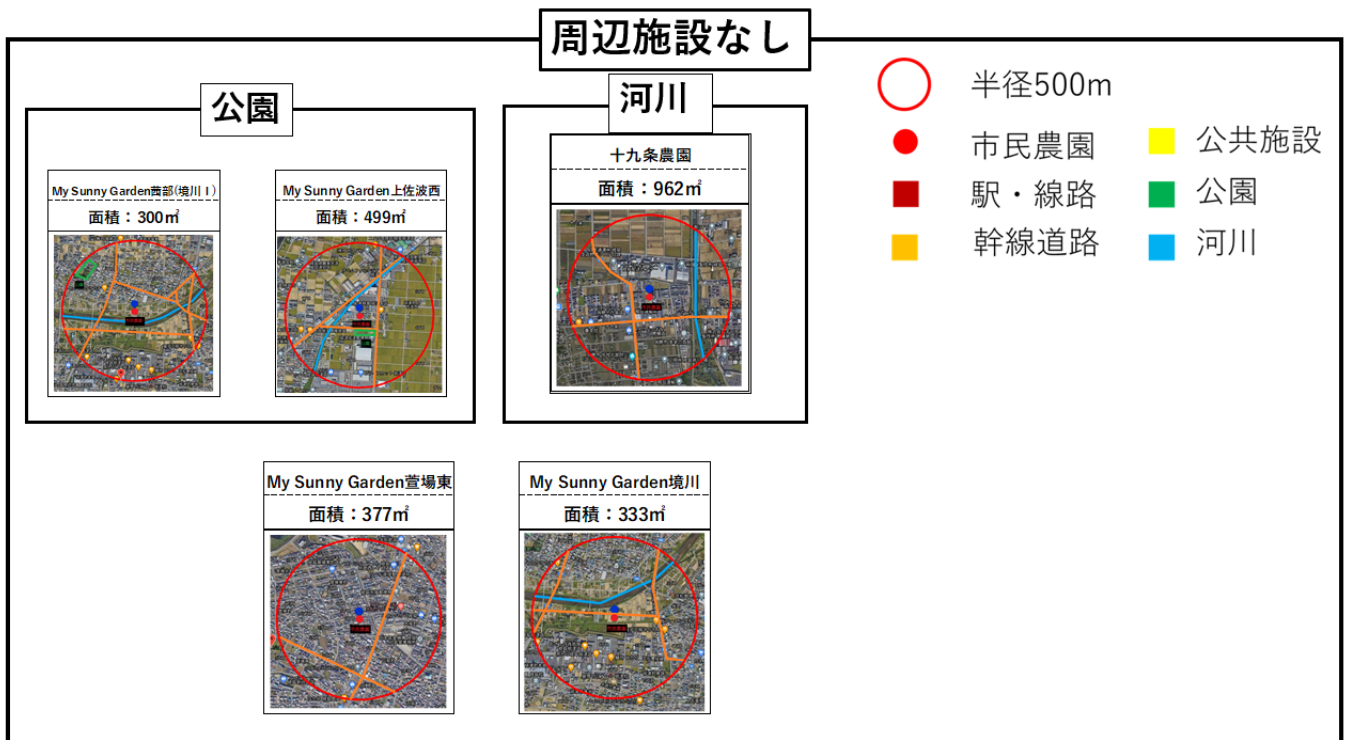 周辺施設なし
公園
河川
半径500m
市民農園
公共施設
駅・線路
公園
幹線道路
河川
My Sunny Garden茜部(境川Ⅰ)
面積：300㎡
My Sunny Garden上佐波西
面積：499㎡
十九条農園
面積：962㎡
My Sunny Garden萱場東
面積：377㎡
My Sunny Garden境川
面積：333㎡